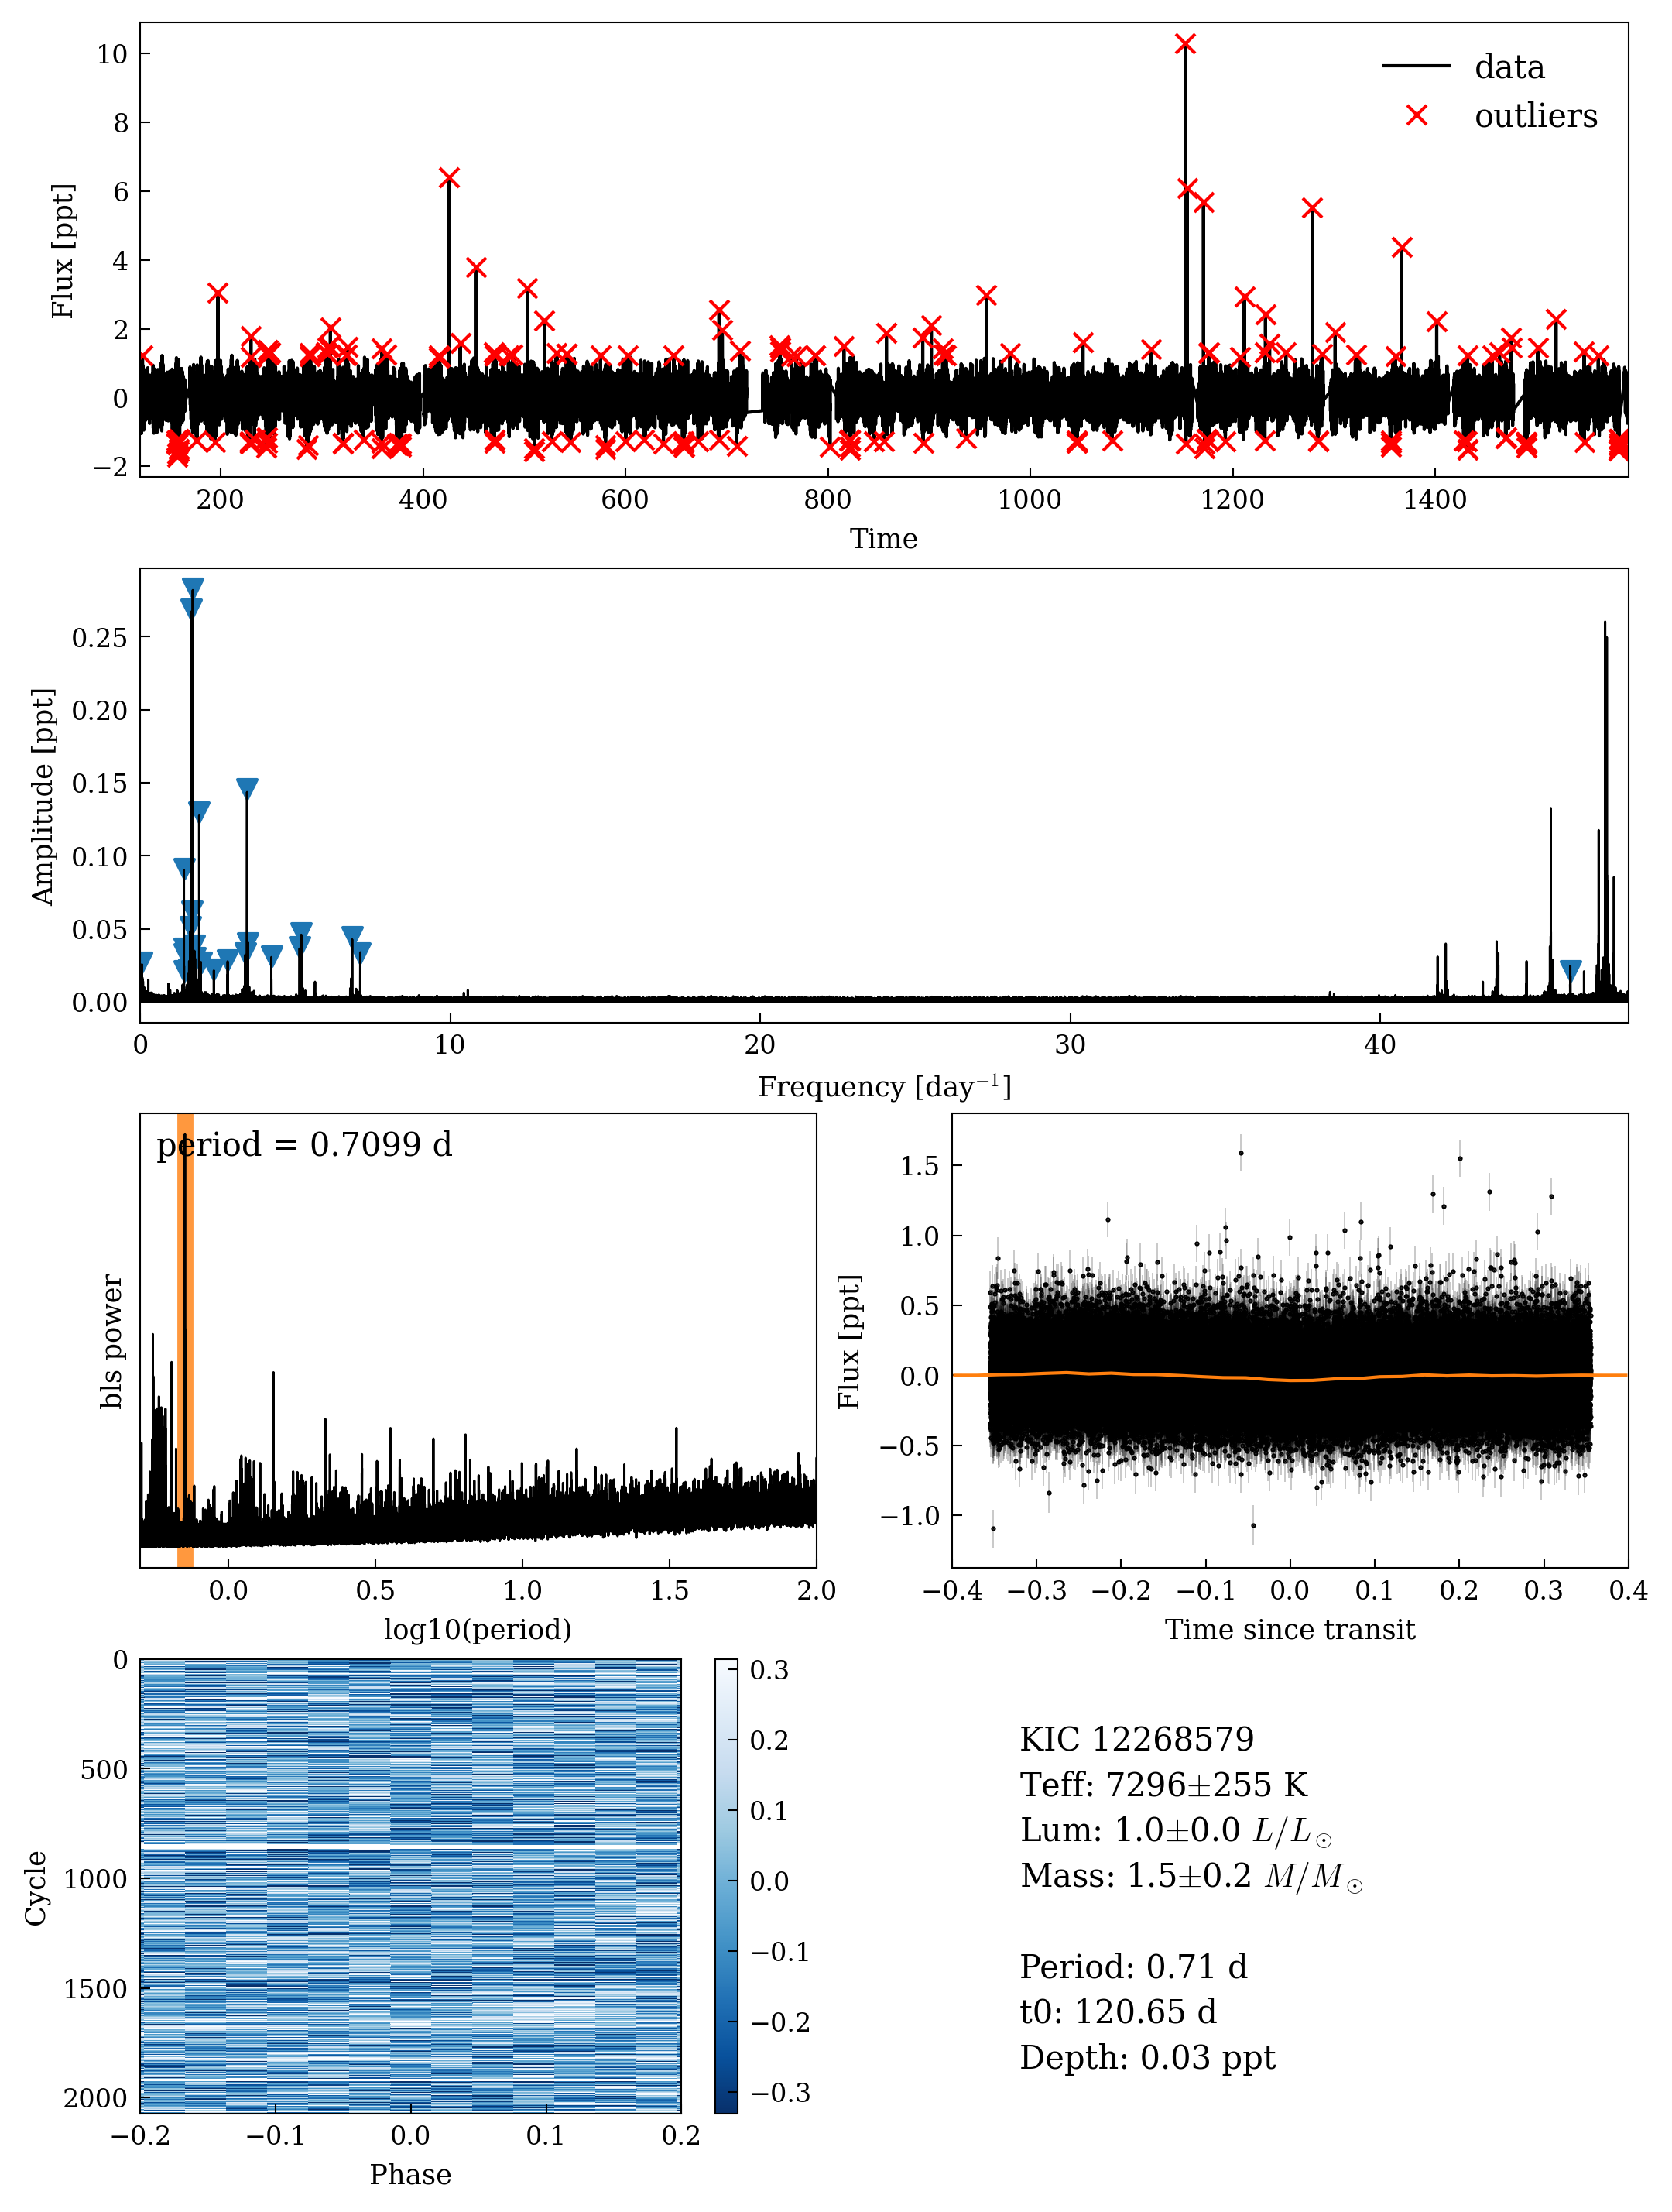 data
outliers
10
8
6
4
2
0
−2
Flux [ppt]
200 400 600 800 1000 1200 1400
Time
0.25
0.20
0.15
0.10
0.05
0.00
Amplitude [ppt]
0 10 20 30 40
Frequency [day⁻¹]
period = 0.7099 d
bls power
0.0 0.5 1.0 1.5 2.0
log10(period)
1.5
1.0
0.5
0.0
−0.5
−1.0
Flux [ppt]
−0.4 −0.3 −0.2 −0.1 0.0 0.1 0.2 0.3 0.4
Time since transit
0
500
1000
1500
2000
Cycle
−0.2 −0.1 0.0 0.1 0.2
Phase
0.3
0.2
0.1
0.0
−0.1
−0.2
−0.3
KIC 12268579
Teff: 7296±255 K
Lum: 1.0±0.0 L/L⊙
Mass: 1.5±0.2 M/M⊙
Period: 0.71 d
t0: 120.65 d
Depth: 0.03 ppt